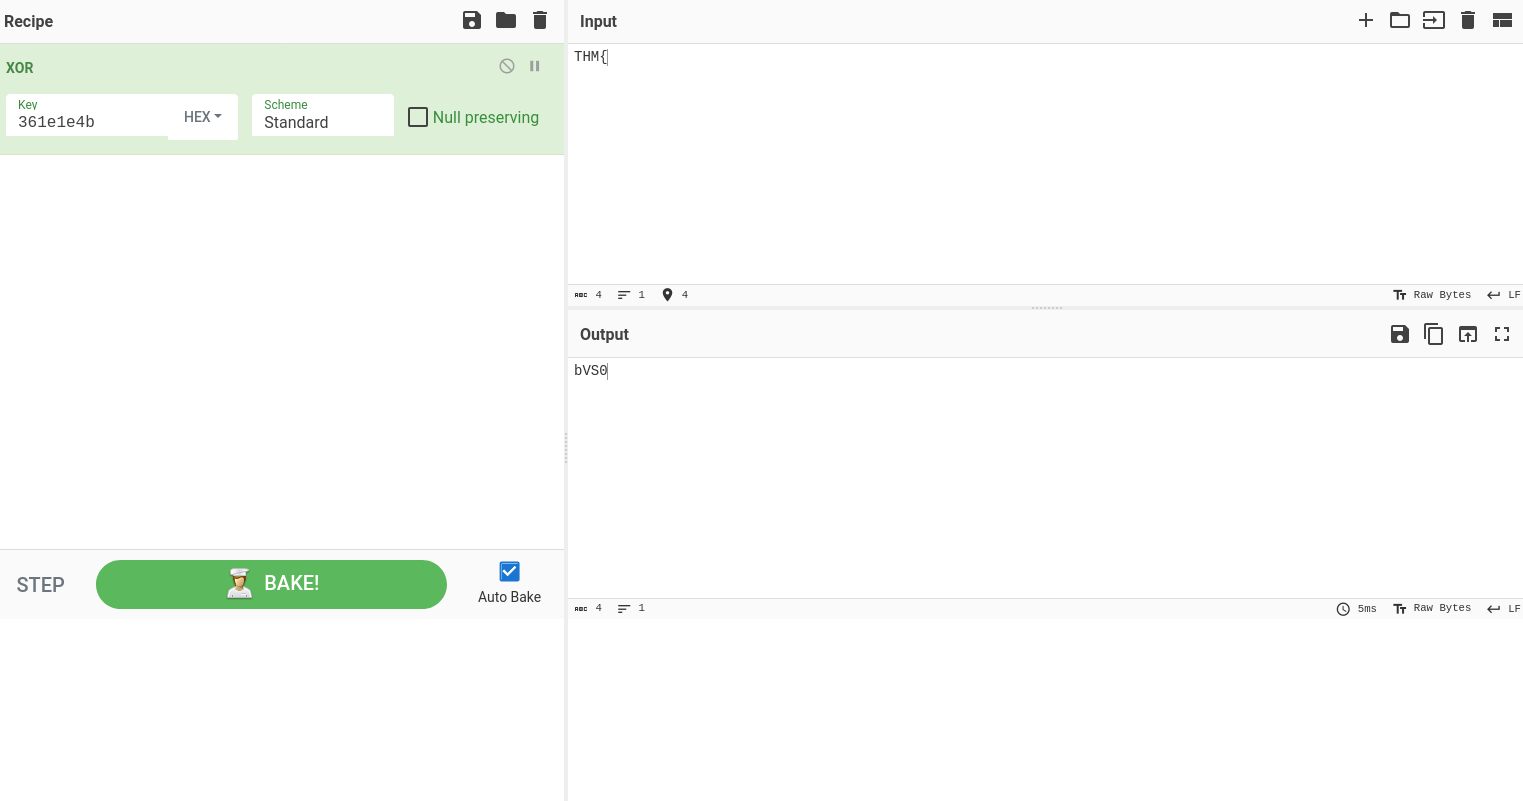 Recipe
XOR
Key
361e1e4b
HEX
Scheme
Standard
Null preserving
STEP
BAKE!
Auto Bake
Input
THM{
ABC 4 1 4
Raw Bytes LF
Output
bVS0
ABC 4 1
5ms Raw Bytes LF